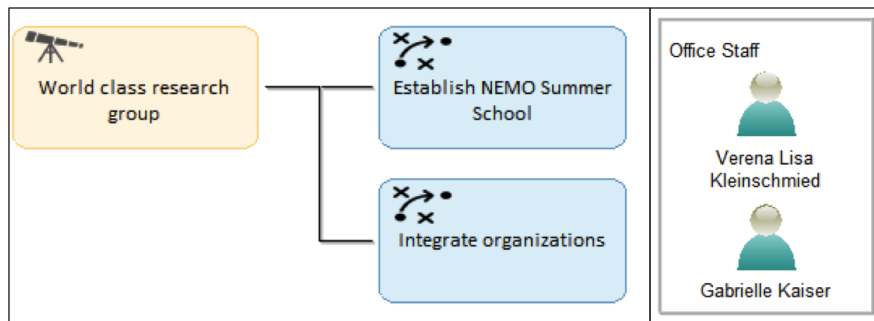 World class research
group
Establish NEMO Summer
School
Integrate organizations
Office Staff
Verena Lisa
Kleinschmied
Gabrielle Kaiser